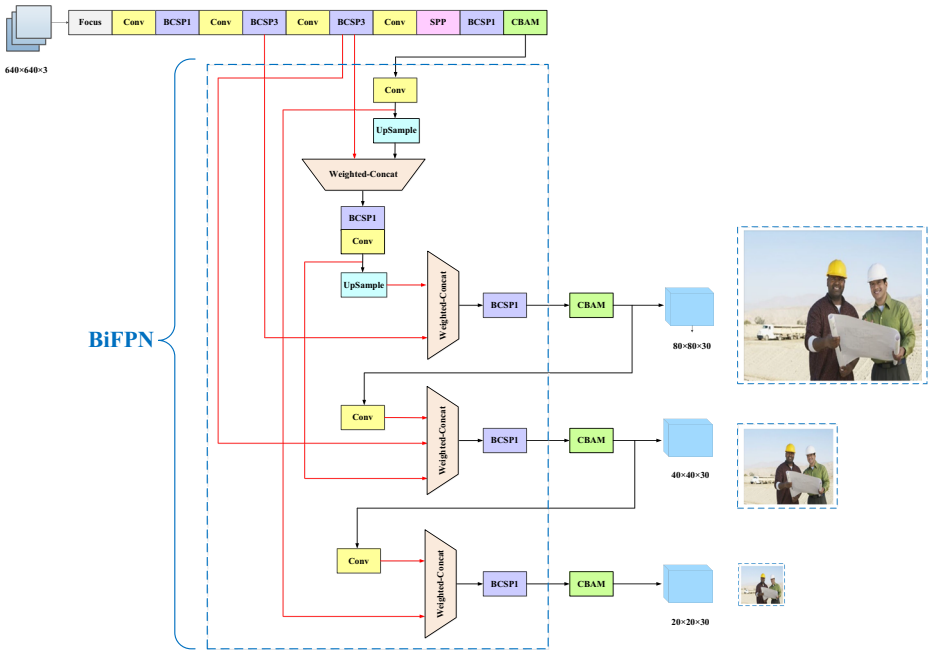 Focus Conv BCSP1 Conv BCSP3 Conv BCSP3 Conv SPP BCSP1 CBAM
640×640×3
Conv
UpSample
Weighted-Concat
BCSP1
Conv
UpSample
Weighted-Concat
BCSP1
CBAM
80×80×30
BiFPN
Conv
Weighted-Concat
BCSP1
CBAM
40×40×30
Conv
Weighted-Concat
BCSP1
CBAM
20×20×30